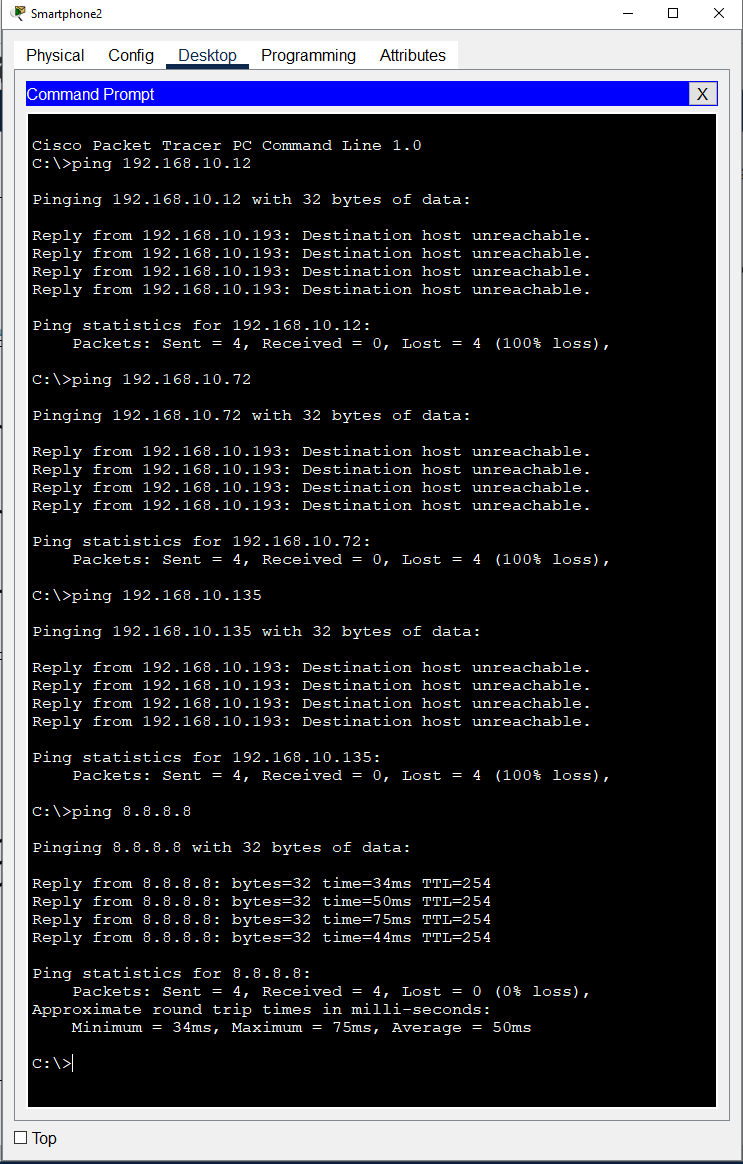 Smartphone2
Physical Config Desktop Programming Attributes
Command Prompt X
Cisco Packet Tracer PC Command Line 1.0
C:\>ping 192.168.10.12
Pinging 192.168.10.12 with 32 bytes of data:
Reply from 192.168.10.193: Destination host unreachable.
Reply from 192.168.10.193: Destination host unreachable.
Reply from 192.168.10.193: Destination host unreachable.
Reply from 192.168.10.193: Destination host unreachable.
Ping statistics for 192.168.10.12:
Packets: Sent = 4, Received = 0, Lost = 4 (100% loss),
C:\>ping 192.168.10.72
Pinging 192.168.10.72 with 32 bytes of data:
Reply from 192.168.10.193: Destination host unreachable.
Reply from 192.168.10.193: Destination host unreachable.
Reply from 192.168.10.193: Destination host unreachable.
Reply from 192.168.10.193: Destination host unreachable.
Ping statistics for 192.168.10.72:
Packets: Sent = 4, Received = 0, Lost = 4 (100% loss),
C:\>ping 192.168.10.135
Pinging 192.168.10.135 with 32 bytes of data:
Reply from 192.168.10.193: Destination host unreachable.
Reply from 192.168.10.193: Destination host unreachable.
Reply from 192.168.10.193: Destination host unreachable.
Reply from 192.168.10.193: Destination host unreachable.
Ping statistics for 192.168.10.135:
Packets: Sent = 4, Received = 0, Lost = 4 (100% loss),
C:\>ping 8.8.8.8
Pinging 8.8.8.8 with 32 bytes of data:
Reply from 8.8.8.8: bytes=32 time=34ms TTL=254
Reply from 8.8.8.8: bytes=32 time=50ms TTL=254
Reply from 8.8.8.8: bytes=32 time=75ms TTL=254
Reply from 8.8.8.8: bytes=32 time=44ms TTL=254
Ping statistics for 8.8.8.8:
Packets: Sent = 4, Received = 4, Lost = 0 (0% loss),
Approximate round trip times in milli-seconds:
Minimum = 34ms, Maximum = 75ms, Average = 50ms
C:\>
Top